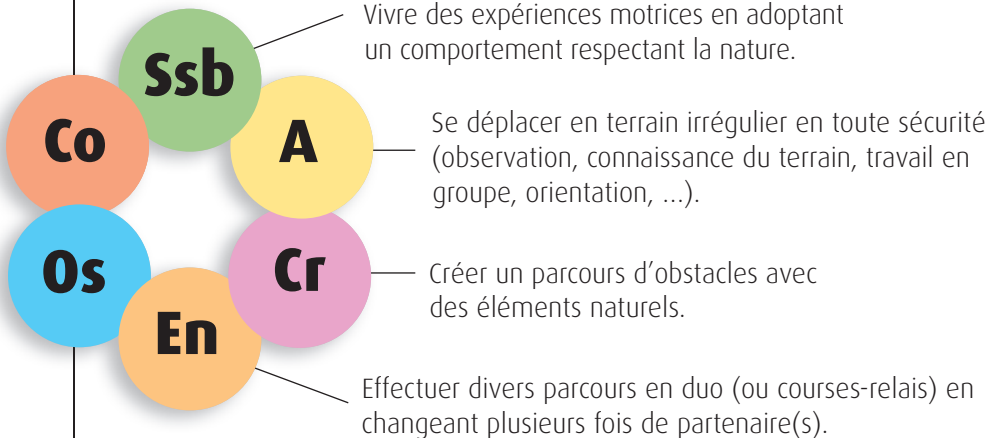 Vivre des expériences motrices en adoptant
un comportement respectant la nature.
Ssb
Co
A
Se déplacer en terrain irrégulier en toute sécurité
(observation, connaissance du terrain, travail en
groupe, orientation, ...).
Os
Cr
Créer un parcours d’obstacles avec
des éléments naturels.
En
Effectuer divers parcours en duo (ou courses-relais) en
changeant plusieurs fois de partenaire(s).